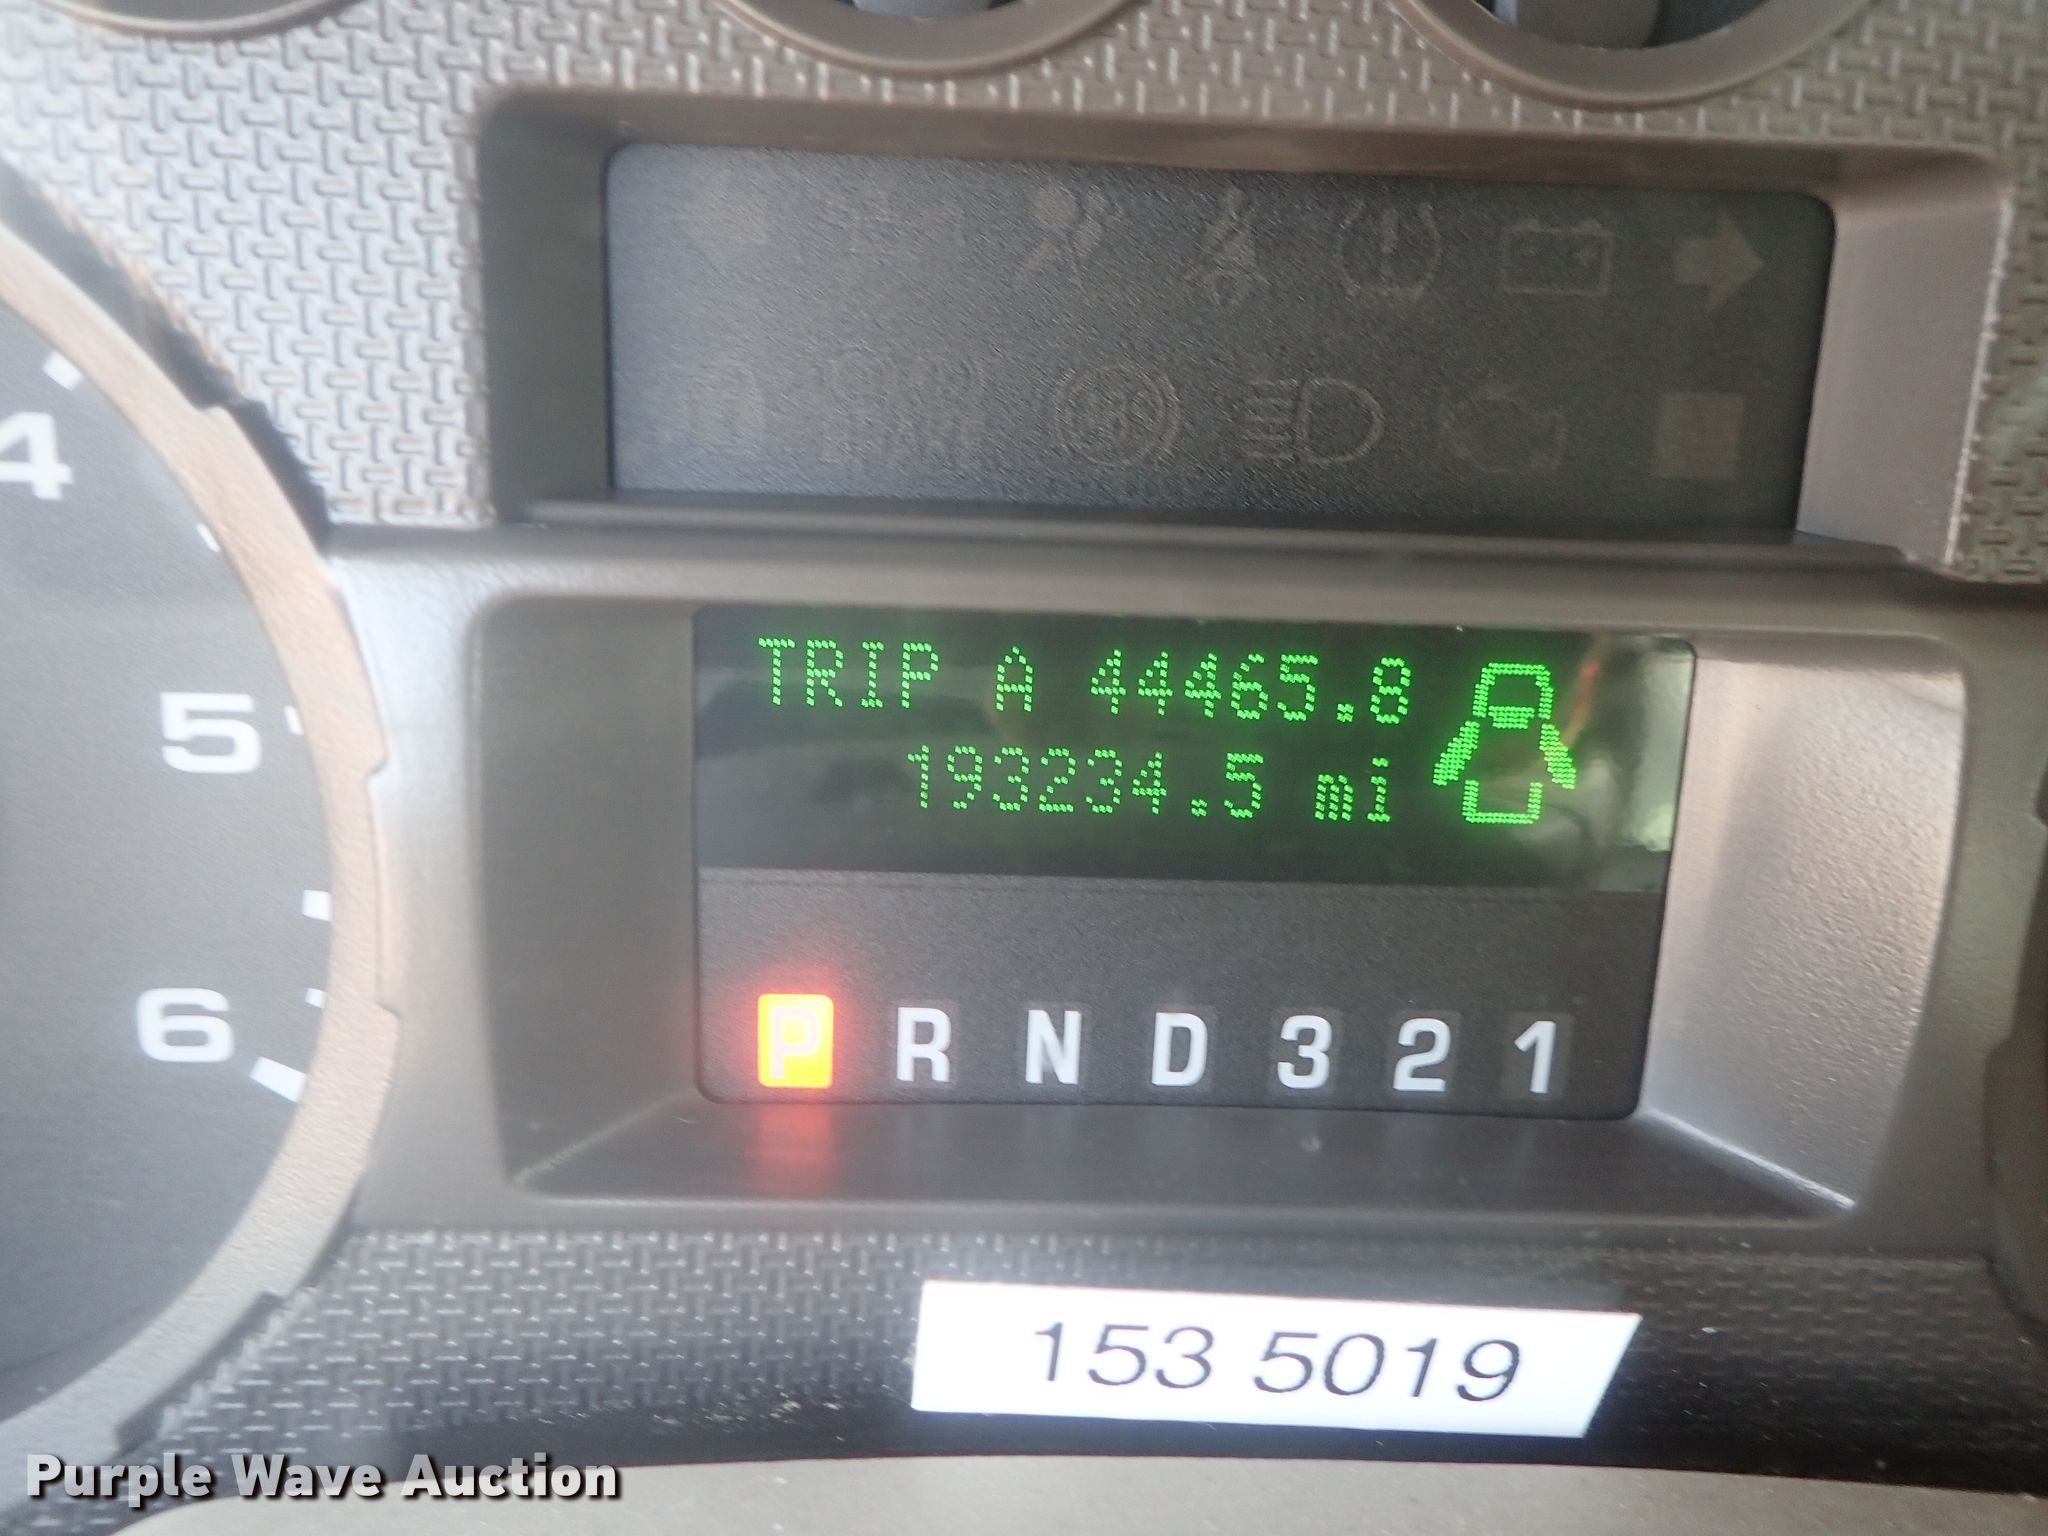 4
5
6
TRIP A 44465.8
193234.5 mi
P R N D 3 2 1
153 5019
Purple Wave Auction